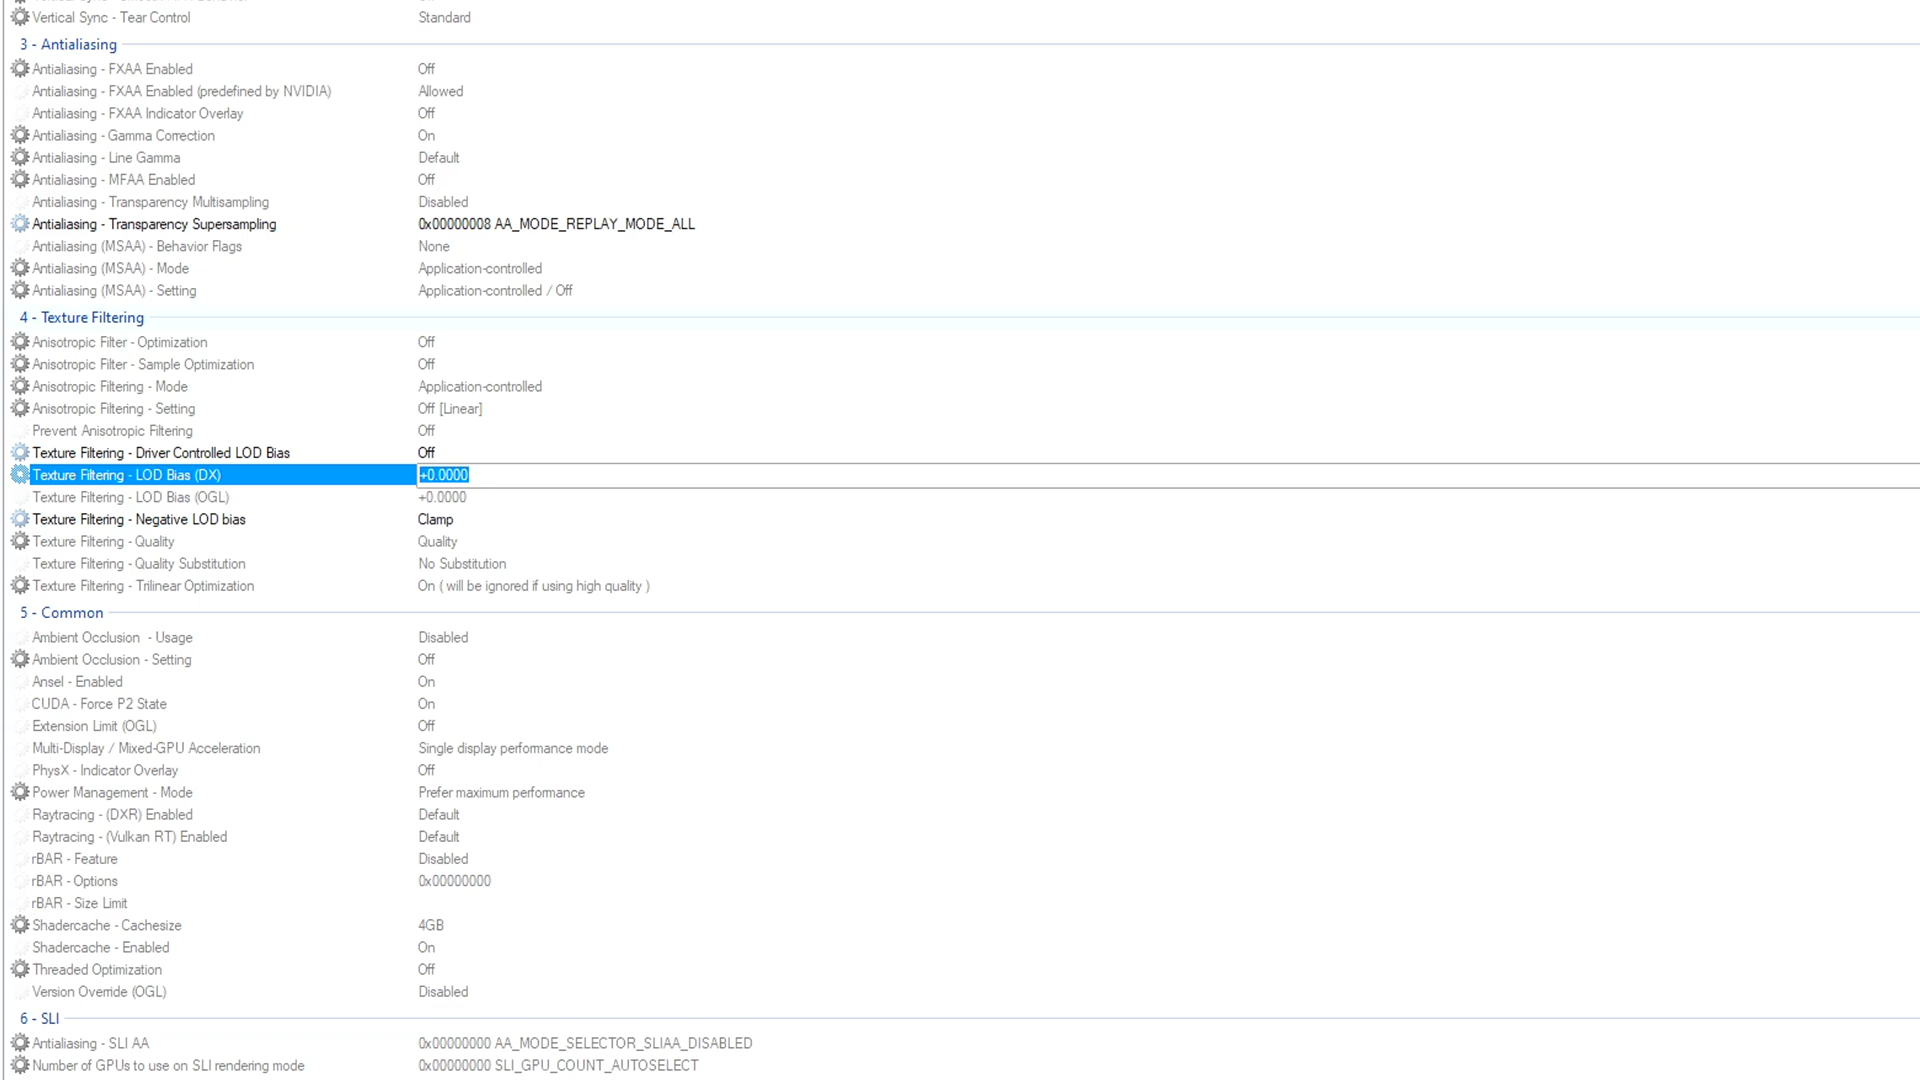 Vertical Sync - Tear Control Standard
3 - Antialiasing
Antialiasing - FXAA Enabled Off
Antialiasing - FXAA Enabled (predefined by NVIDIA) Allowed
Antialiasing - FXAA Indicator Overlay Off
Antialiasing - Gamma Correction On
Antialiasing - Line Gamma Default
Antialiasing - MFAA Enabled Off
Antialiasing - Transparency Multisampling Disabled
Antialiasing - Transparency Supersampling 0x00000008 AA_MODE_REPLAY_MODE_ALL
Antialiasing (MSAA) - Behavior Flags None
Antialiasing (MSAA) - Mode Application-controlled
Antialiasing (MSAA) - Setting Application-controlled / Off
4 - Texture Filtering
Anisotropic Filter - Optimization Off
Anisotropic Filter - Sample Optimization Off
Anisotropic Filtering - Mode Application-controlled
Anisotropic Filtering - Setting Off [Linear]
Prevent Anisotropic Filtering Off
Texture Filtering - Driver Controlled LOD Bias Off
Texture Filtering - LOD Bias (DX) +0.0000
Texture Filtering - LOD Bias (OGL) +0.0000
Texture Filtering - Negative LOD bias Clamp
Texture Filtering - Quality Quality
Texture Filtering - Quality Substitution No Substitution
Texture Filtering - Trilinear Optimization On ( will be ignored if using high quality )
5 - Common
Ambient Occlusion - Usage Disabled
Ambient Occlusion - Setting Off
Ansel - Enabled On
CUDA - Force P2 State On
Extension Limit (OGL) Off
Multi-Display / Mixed-GPU Acceleration Single display performance mode
PhysX - Indicator Overlay Off
Power Management - Mode Prefer maximum performance
Raytracing - (DXR) Enabled Default
Raytracing - (Vulkan RT) Enabled Default
rBAR - Feature Disabled
rBAR - Options 0x00000000
rBAR - Size Limit
Shadercache - Cachesize 4GB
Shadercache - Enabled On
Threaded Optimization Off
Version Override (OGL) Disabled
6 - SLI
Antialiasing - SLI AA 0x00000000 AA_MODE_SELECTOR_SLIAA_DISABLED
Number of GPUs to use on SLI rendering mode 0x00000000 SLI_GPU_COUNT_AUTOSELECT